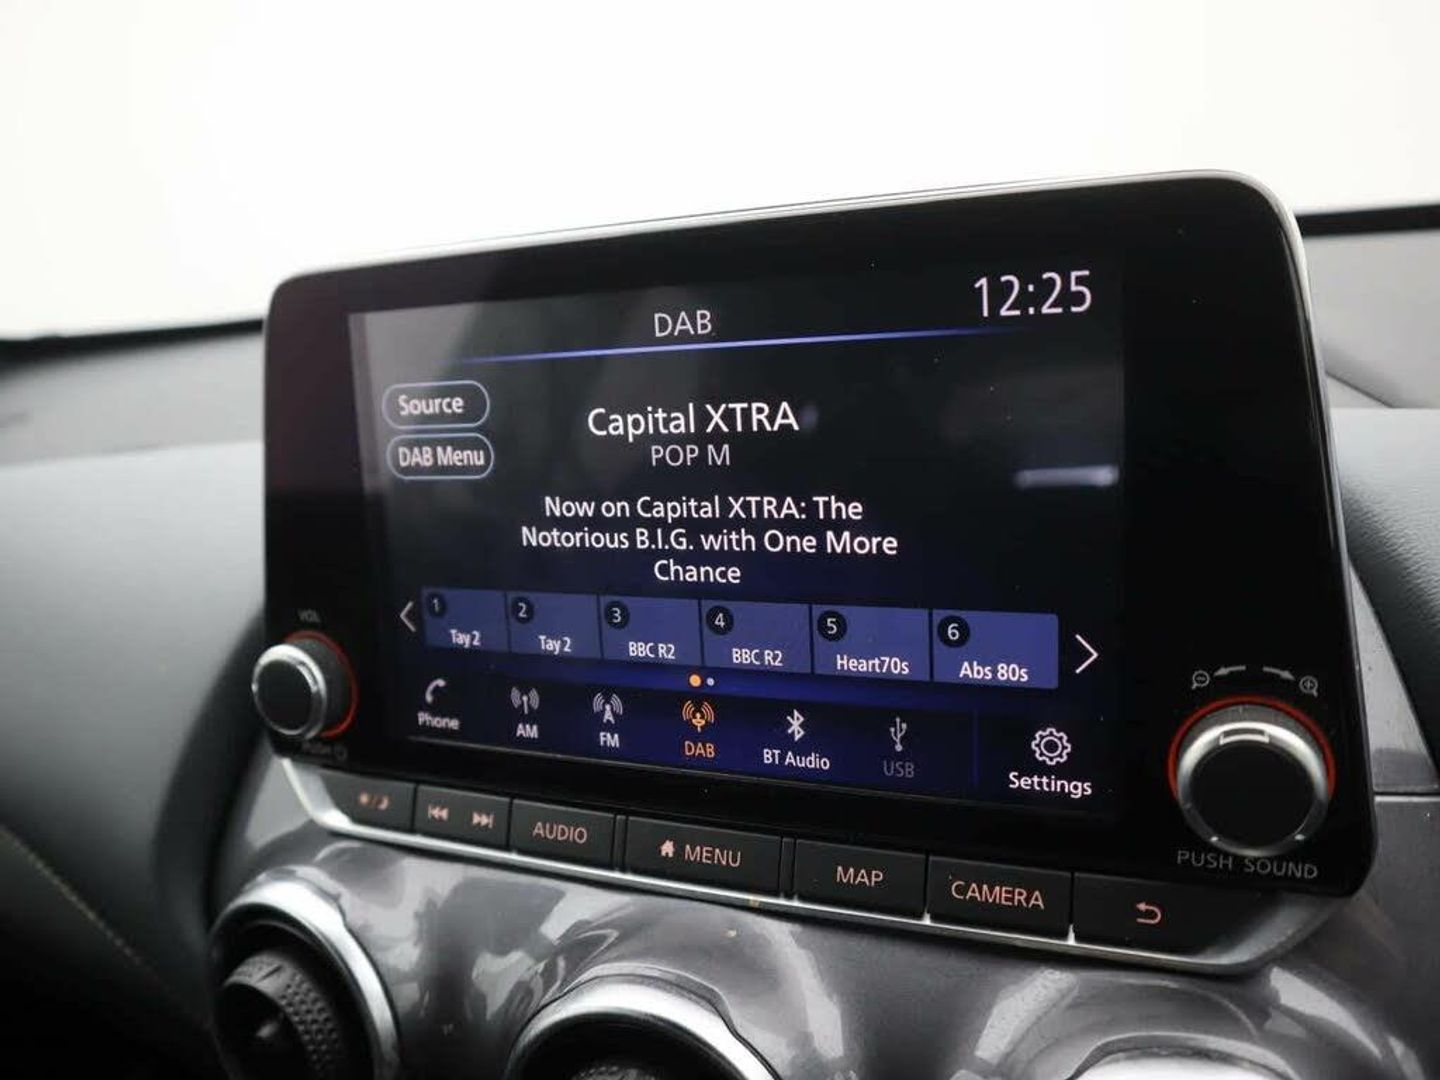 12:25
DAB
Source
DAB Menu
Capital XTRA
POP M
Now on Capital XTRA: The
Notorious B.I.G. with One More
Chance
1 Tay 2
2 Tay 2
3 BBC R2
4 BBC R2
5 Heart70s
6 Abs 80s
Phone
AM
FM
DAB
BT Audio
USB
Settings
VOL
PUSH
PUSH SOUND
AUDIO
MENU
MAP
CAMERA